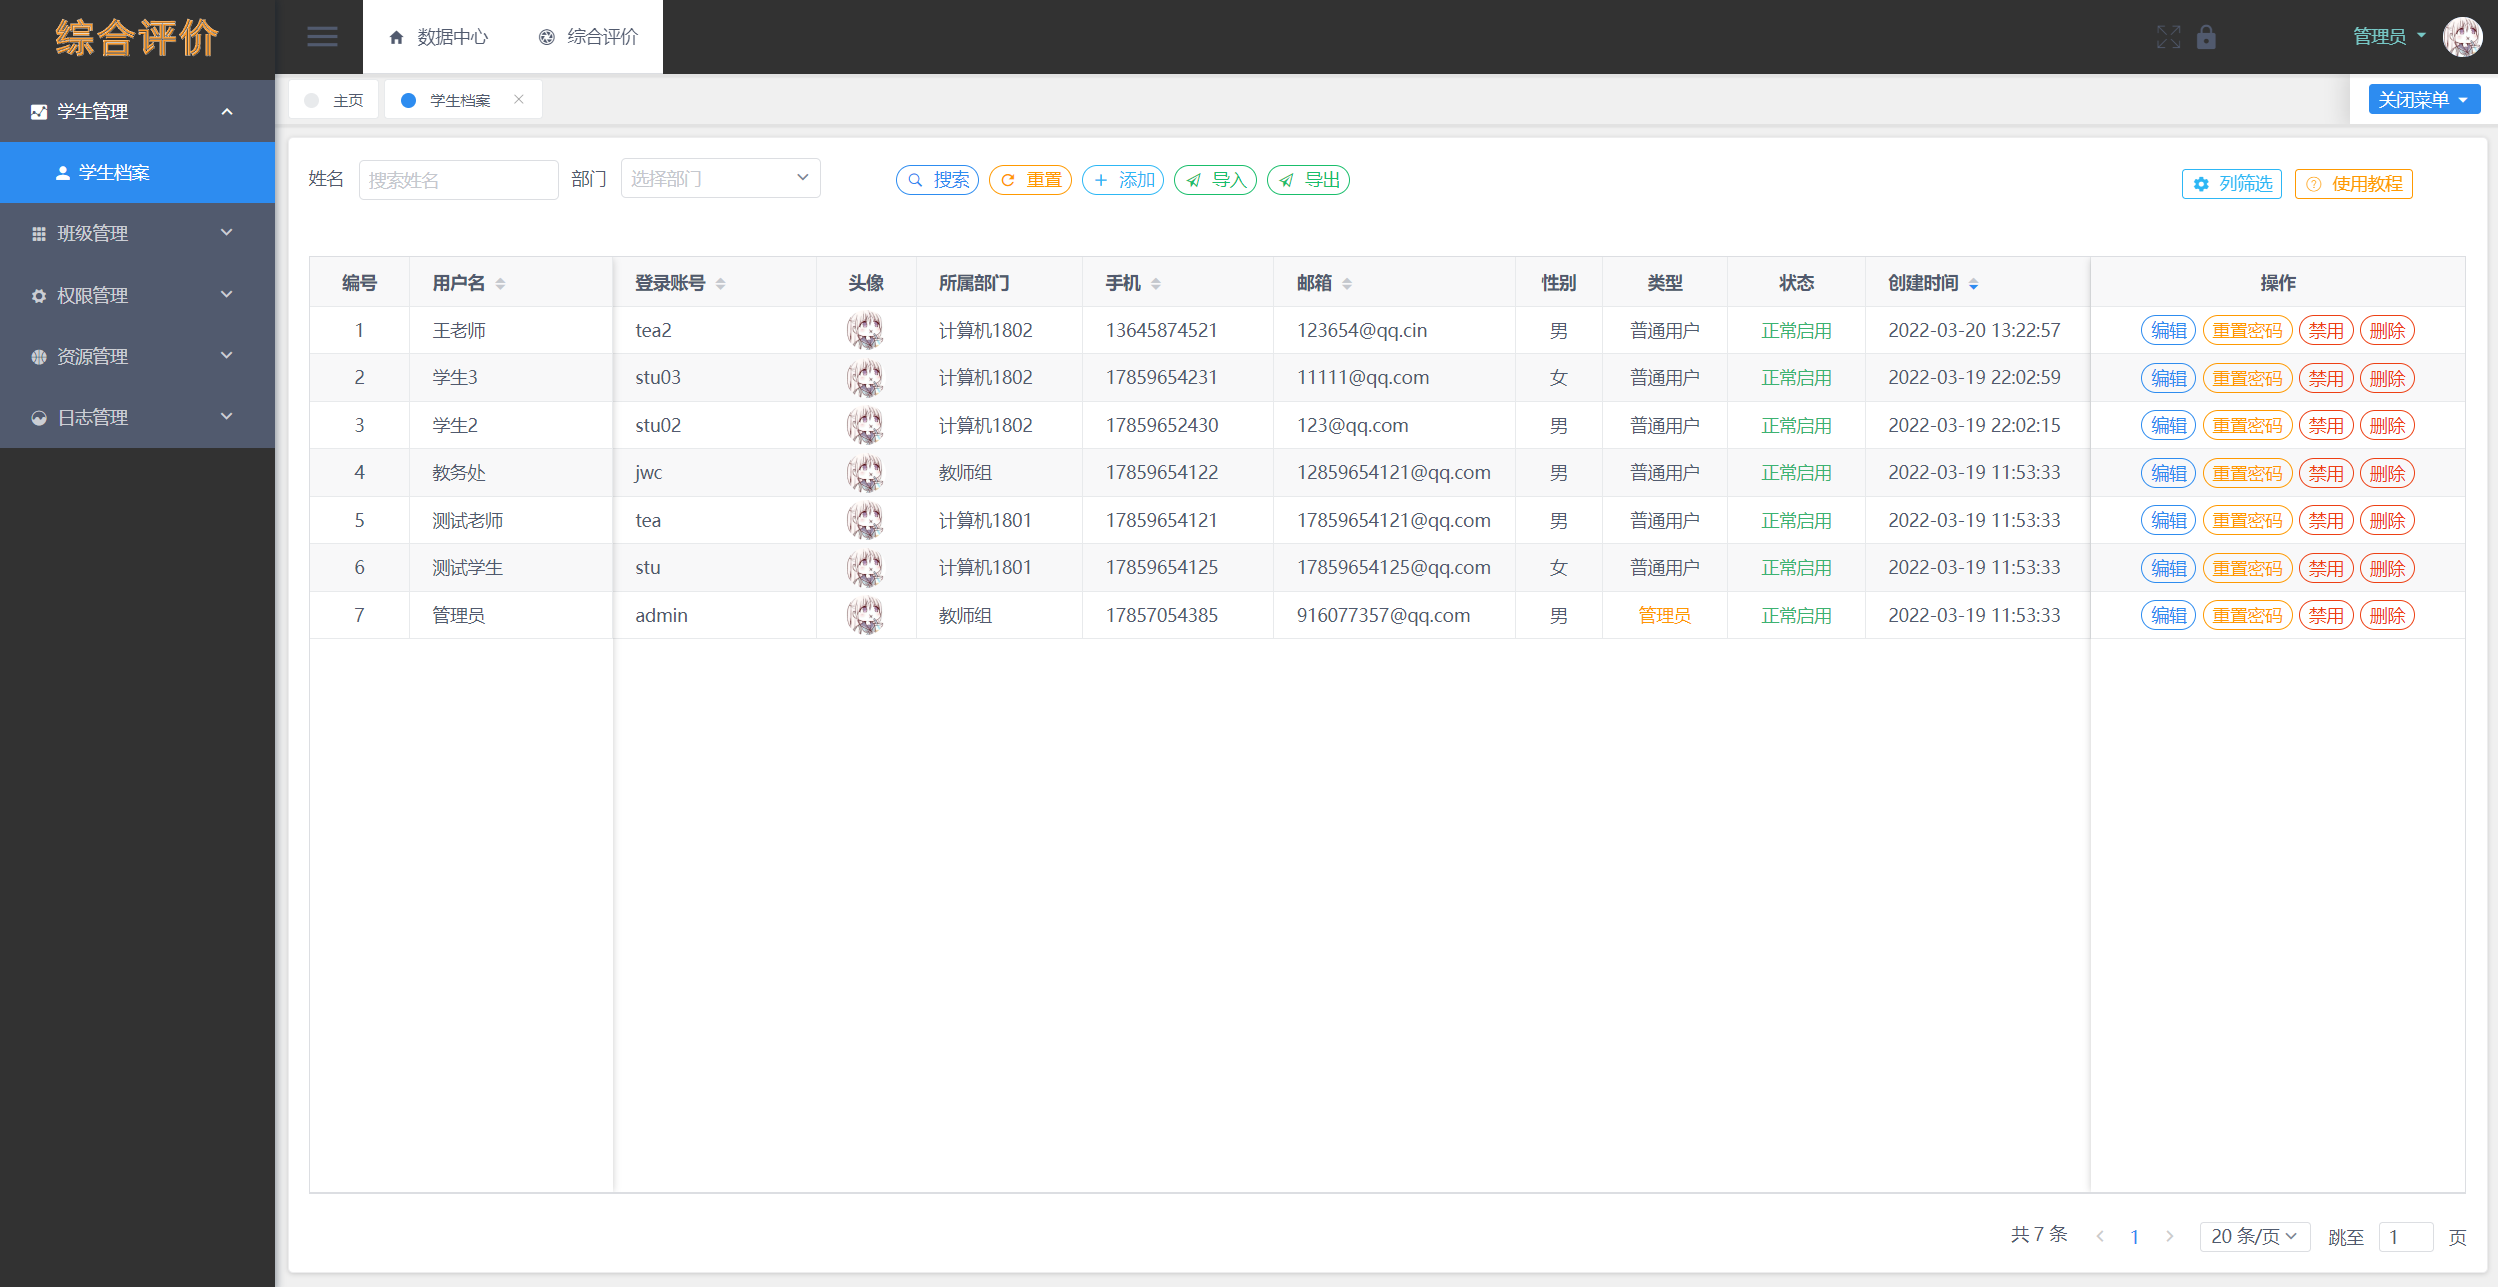 综合评价
数据中心 综合评价
管理员
主页 学生档案
关闭菜单
学生管理
学生档案
班级管理
权限管理
资源管理
日志管理
姓名 搜索姓名 部门 选择部门 搜索 重置 添加 导入 导出 列筛选 使用教程
编号 用户名 登录账号 头像 所属部门 手机 邮箱 性别 类型 状态 创建时间 操作
1 王老师 tea2 计算机1802 13645874521 123654@qq.cin 男 普通用户 正常启用 2022-03-20 13:22:57 编辑 重置密码 禁用 删除
2 学生3 stu03 计算机1802 17859654231 11111@qq.com 女 普通用户 正常启用 2022-03-19 22:02:59 编辑 重置密码 禁用 删除
3 学生2 stu02 计算机1802 17859652430 123@qq.com 男 普通用户 正常启用 2022-03-19 22:02:15 编辑 重置密码 禁用 删除
4 教务处 jwc 教师组 17859654122 12859654121@qq.com 男 普通用户 正常启用 2022-03-19 11:53:33 编辑 重置密码 禁用 删除
5 测试老师 tea 计算机1801 17859654121 17859654121@qq.com 男 普通用户 正常启用 2022-03-19 11:53:33 编辑 重置密码 禁用 删除
6 测试学生 stu 计算机1801 17859654125 17859654125@qq.com 女 普通用户 正常启用 2022-03-19 11:53:33 编辑 重置密码 禁用 删除
7 管理员 admin 教师组 17857054385 916077357@qq.com 男 管理员 正常启用 2022-03-19 11:53:33 编辑 重置密码 禁用 删除
共 7 条 1 20 条/页 跳至 1 页